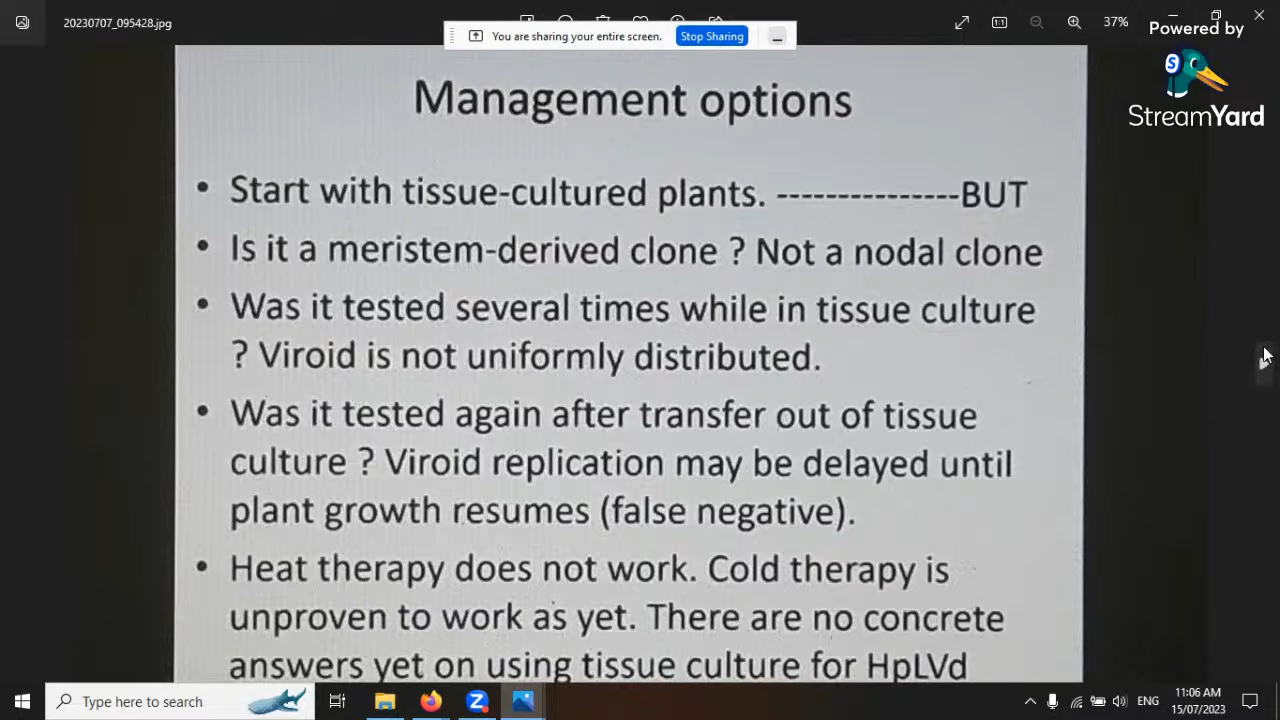 20230707_095428.jpg
You are sharing your entire screen.
Stop Sharing
37%
Powered by
S
StreamYard
Management options
• Start with tissue-cultured plants. ---------------BUT
• Is it a meristem-derived clone ? Not a nodal clone
• Was it tested several times while in tissue culture
? Viroid is not uniformly distributed.
• Was it tested again after transfer out of tissue
culture ? Viroid replication may be delayed until
plant growth resumes (false negative).
• Heat therapy does not work. Cold therapy is
unproven to work as yet. There are no concrete
answers yet on using tissue culture for HpLVd
Type here to search
ENG
11:06 AM
15/07/2023